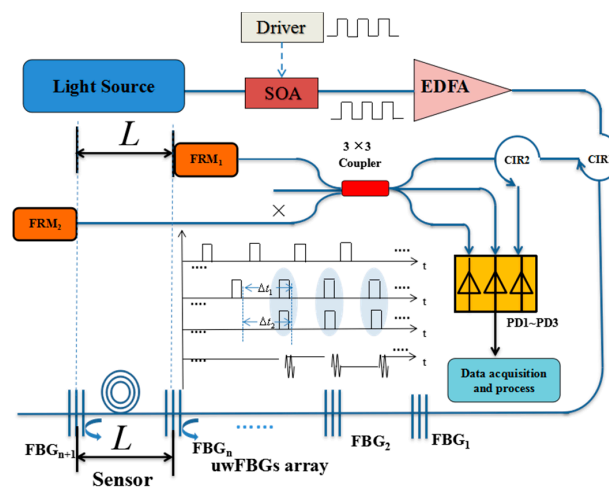 Driver
Light Source
SOA
EDFA
L
FRM1
3 ×3
Coupler
CIR2
CIR1
FRM2
×
....
....
t
....
Δt1
....
t
Δt2
....
t
....
....
t
PD1~PD3
Data acquisition
and process
FBGn+1
L
FBGn
......
FBG2
FBG1
Sensor
uwFBGs array